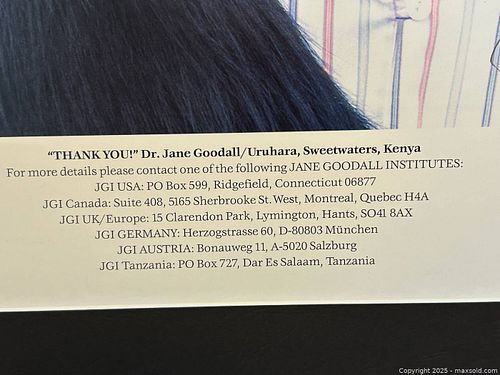 “THANK YOU!” Dr. Jane Goodall/Uruhara, Sweetwaters, Kenya
For more details please contact one of the following JANE GOODALL INSTITUTES:
JGI USA: PO Box 599, Ridgefield, Connecticut 06877
JGI Canada: Suite 408, 5165 Sherbrooke St. West, Montreal, Quebec H4A
JGI UK/Europe: 15 Clarendon Park, Lymington, Hants, SO41 8AX
JGI GERMANY: Herzogstrasse 60, D-80803 München
JGI AUSTRIA: Bonauweg 11, A-5020 Salzburg
JGI Tanzania: PO Box 727, Dar Es Salaam, Tanzania
Copyright 2025 - maxsold.com